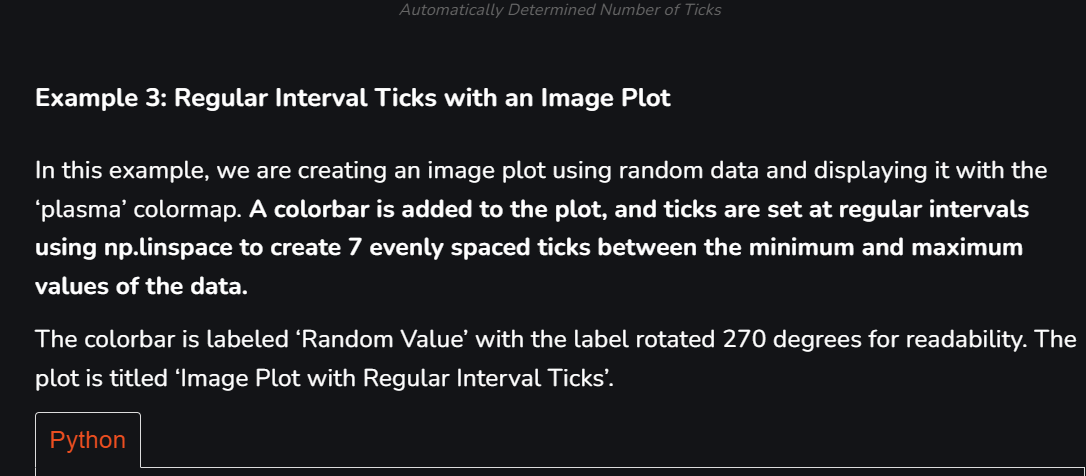 Automatically Determined Number of Ticks
Example 3: Regular Interval Ticks with an Image Plot
In this example, we are creating an image plot using random data and displaying it with the
‘plasma’ colormap. A colorbar is added to the plot, and ticks are set at regular intervals
using np.linspace to create 7 evenly spaced ticks between the minimum and maximum
values of the data.
The colorbar is labeled ‘Random Value’ with the label rotated 270 degrees for readability. The
plot is titled ‘Image Plot with Regular Interval Ticks’.
Python